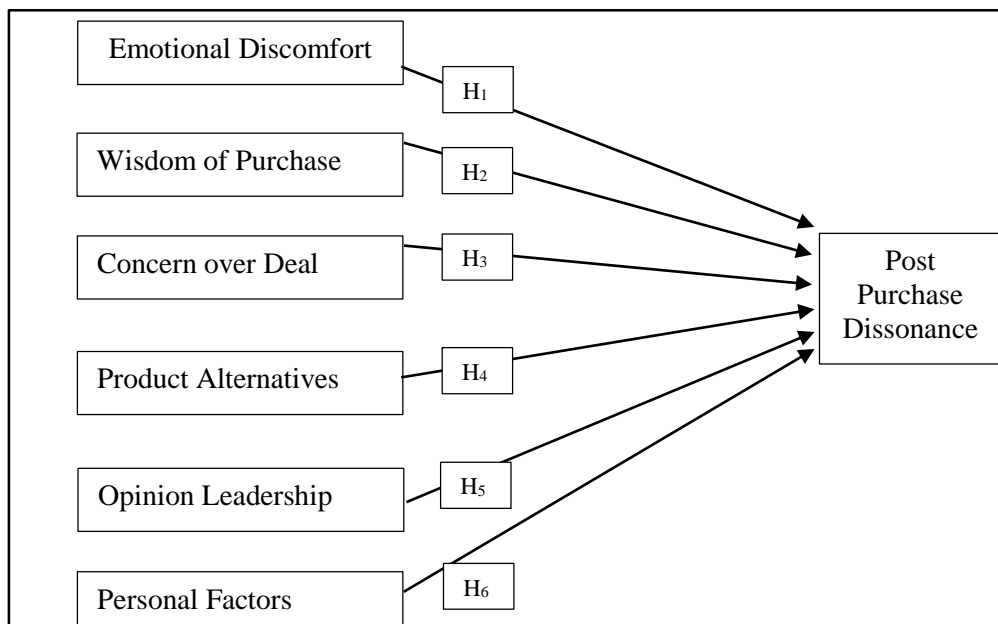 Emotional Discomfort
H1
Wisdom of Purchase
H2
Concern over Deal
H3
Product Alternatives
H4
Opinion Leadership
H5
Personal Factors
H6
Post
Purchase
Dissonance